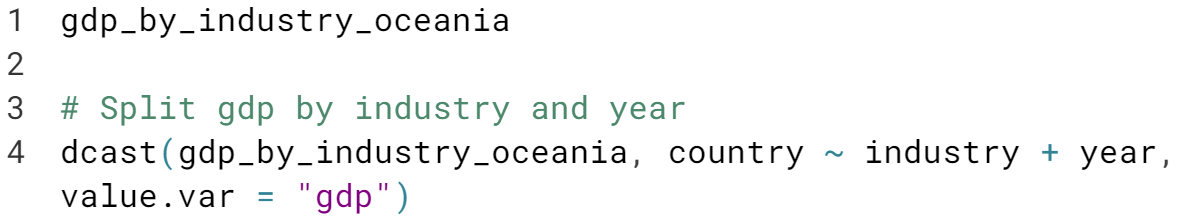 1 gdp_by_industry_oceania
2
3 # Split gdp by industry and year
4 dcast(gdp_by_industry_oceania, country ~ industry + year,
value.var = "gdp")